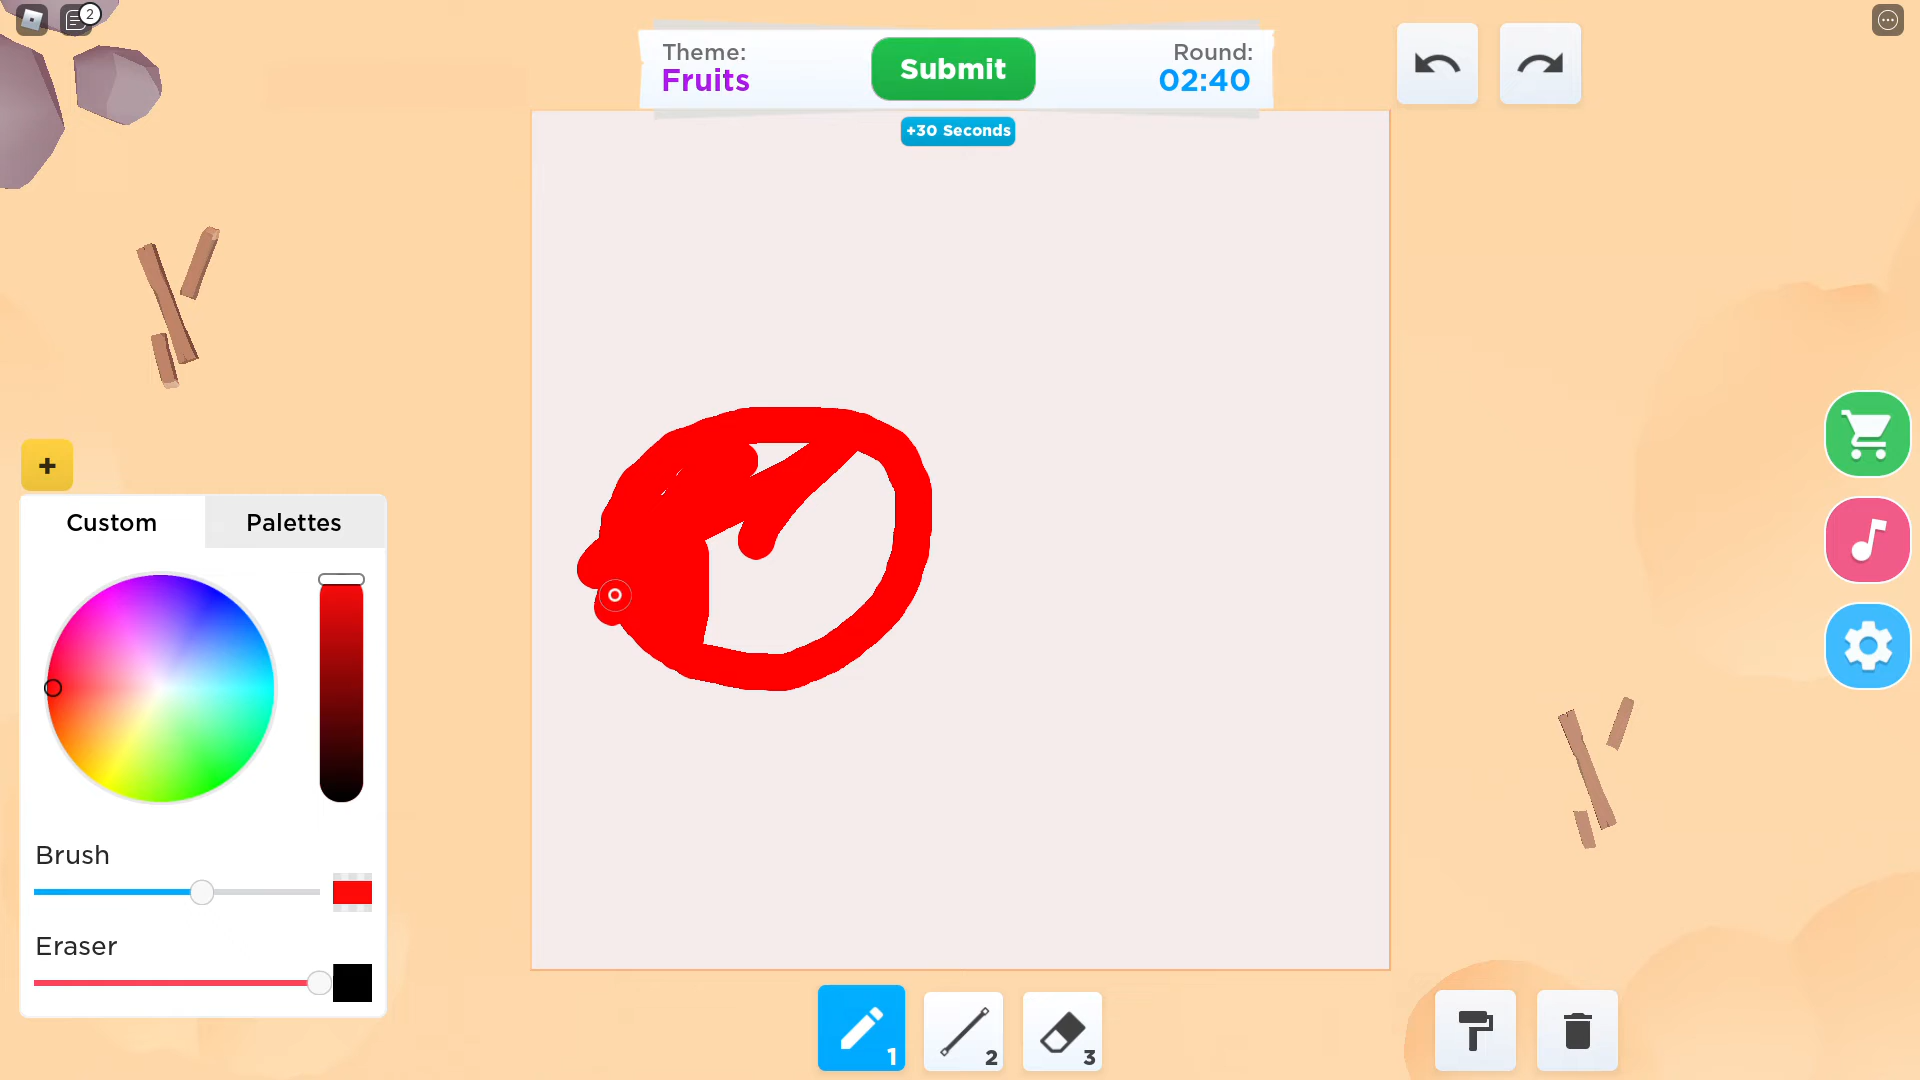 2
Theme:
Fruits
Submit
Round:
02:40
+30 Seconds
+
Custom
Palettes
Brush
Eraser
1
2
3